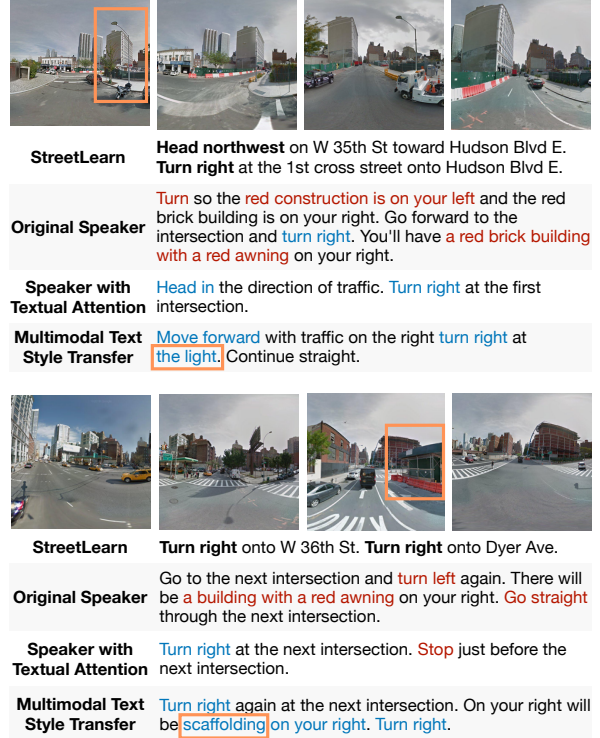 StreetLearn
Head northwest on W 35th St toward Hudson Blvd E.
Turn right at the 1st cross street onto Hudson Blvd E.
Original Speaker
Turn so the red construction is on your left and the red
brick building is on your right. Go forward to the
intersection and turn right. You'll have a red brick building
with a red awning on your right.
Speaker with
Textual Attention
Head in the direction of traffic. Turn right at the first
intersection.
Multimodal Text
Style Transfer
Move forward with traffic on the right turn right at
the light. Continue straight.
StreetLearn
Turn right onto W 36th St. Turn right onto Dyer Ave.
Original Speaker
Go to the next intersection and turn left again. There will
be a building with a red awning on your right. Go straight
through the next intersection.
Speaker with
Textual Attention
Turn right at the next intersection. Stop just before the
next intersection.
Multimodal Text
Style Transfer
Turn right again at the next intersection. On your right will
be scaffolding on your right. Turn right.